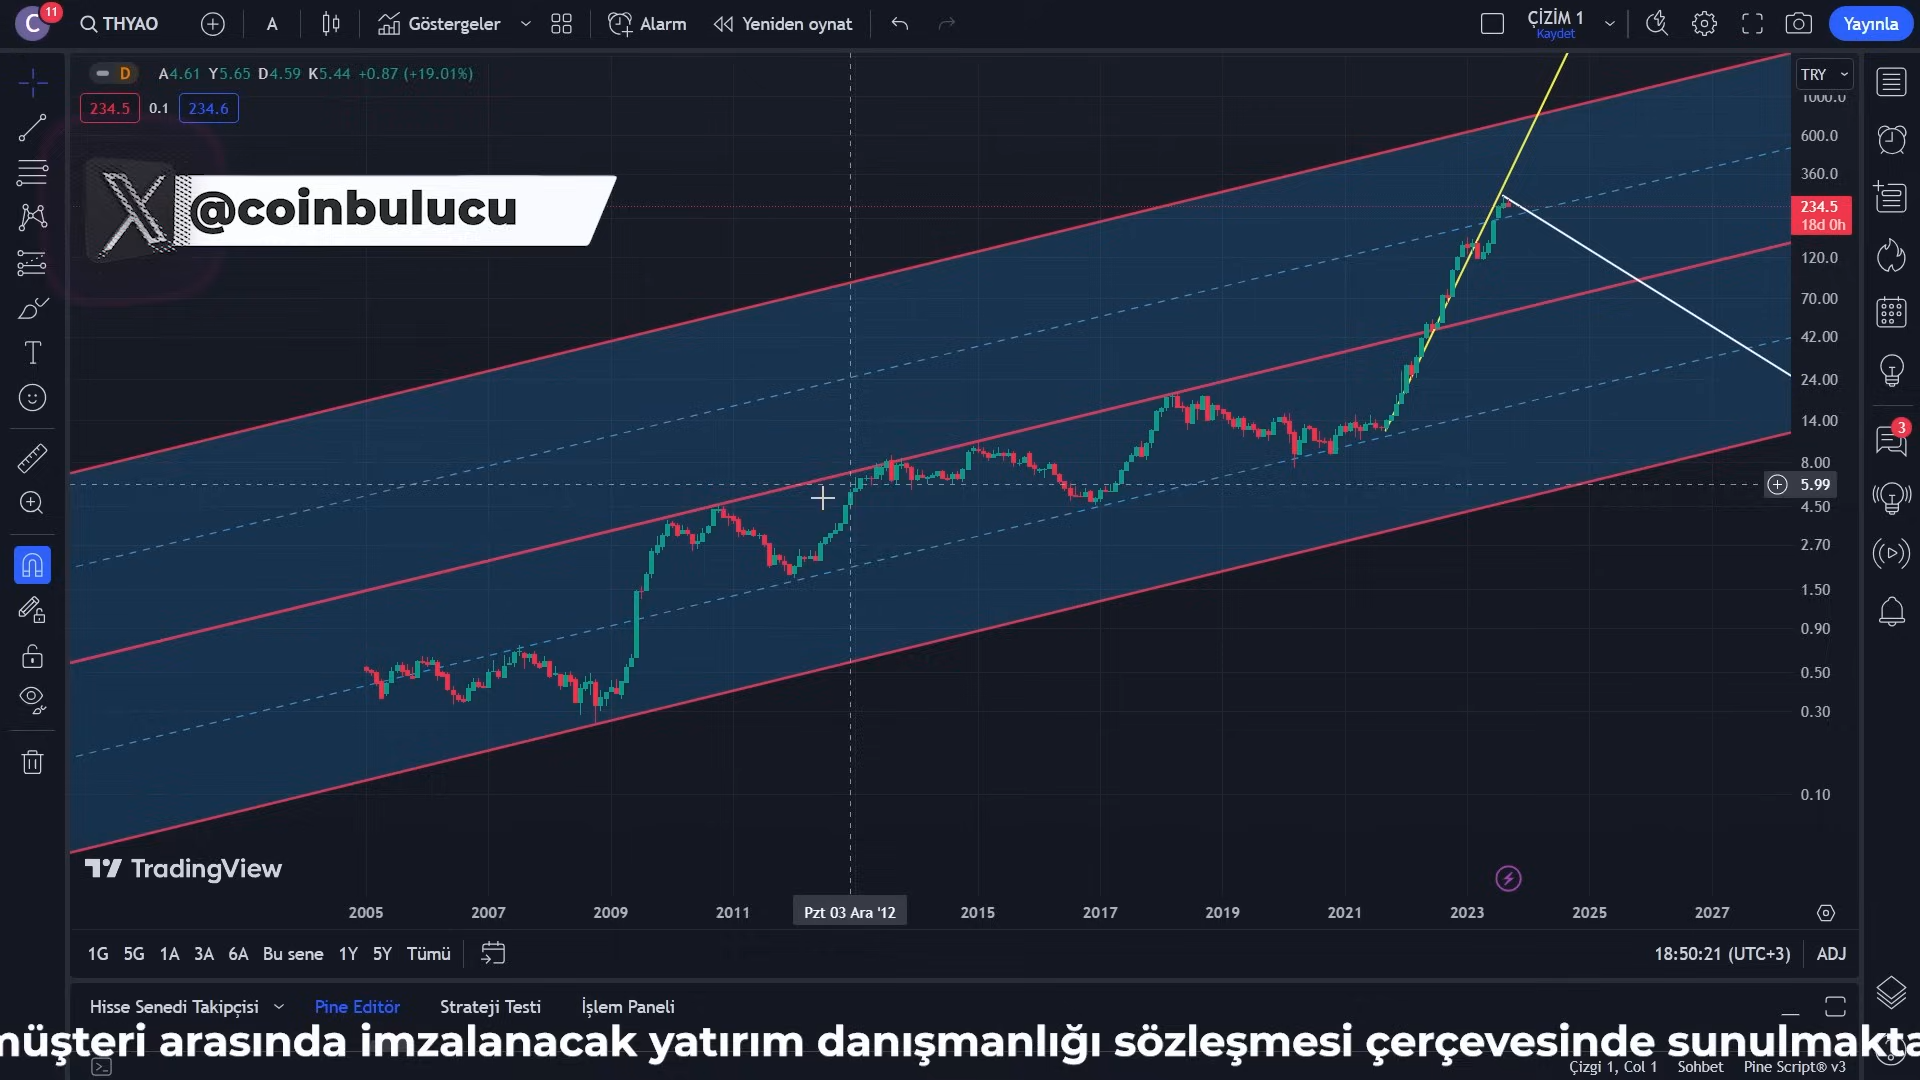 C
11
THYAO
A
Göstergeler
Alarm
Yeniden oynat
ÇİZİM 1
Kaydet
Yayınla
D A4.61 Y5.65 D4.59 K5.44 +0.87 (+19.01%)
234.5 0.1 234.6
@coinbulucu
TRY
1000.0
600.0
360.0
234.5
18d 0h
120.0
70.00
42.00
24.00
14.00
8.00
5.99
4.50
2.70
1.50
0.90
0.50
0.30
0.10
3
TradingView
2005 2007 2009 2011 Pzt 03 Ara '12 2015 2017 2019 2021 2023 2025 2027
1G 5G 1A 3A 6A Bu sene 1Y 5Y Tümü
18:50:21 (UTC+3) ADJ
Hisse Senedi Takipçisi Pine Editör Strateji Testi İşlem Paneli
müşteri arasında imzalanacak yatırım danışmanlığı sözleşmesi çerçevesinde sunulmakta
Çizgi 1, Col 1 Sohbet Pine Script® v3